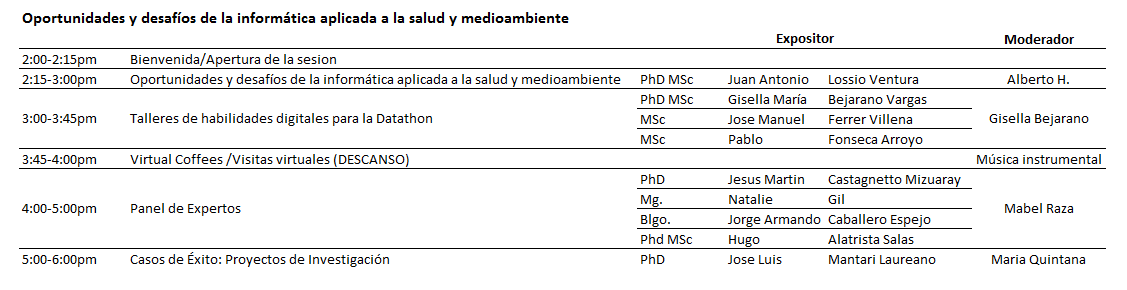 Oportunidades y desafíos de la informática aplicada a la salud y medioambiente
Expositor Moderador
2:00-2:15pm Bienvenida/Apertura de la sesion
2:15-3:00pm Oportunidades y desafíos de la informática aplicada a la salud y medioambiente PhD MSc Juan Antonio Lossio Ventura Alberto H.
PhD MSc Gisella María Bejarano Vargas
3:00-3:45pm Talleres de habilidades digitales para la Datathon MSc Jose Manuel Ferrer Villena Gisella Bejarano
MSc Pablo Fonseca Arroyo
3:45-4:00pm Virtual Coffees /Visitas virtuales (DESCANSO) Música instrumental
PhD Jesus Martin Castagnetto Mizuaray
Mg. Natalie Gil
4:00-5:00pm Panel de Expertos Mabel Raza
Blgo. Jorge Armando Caballero Espejo
Phd MSc Hugo Alatrista Salas
5:00-6:00pm Casos de Éxito: Proyectos de Investigación PhD Jose Luis Mantari Laureano Maria Quintana